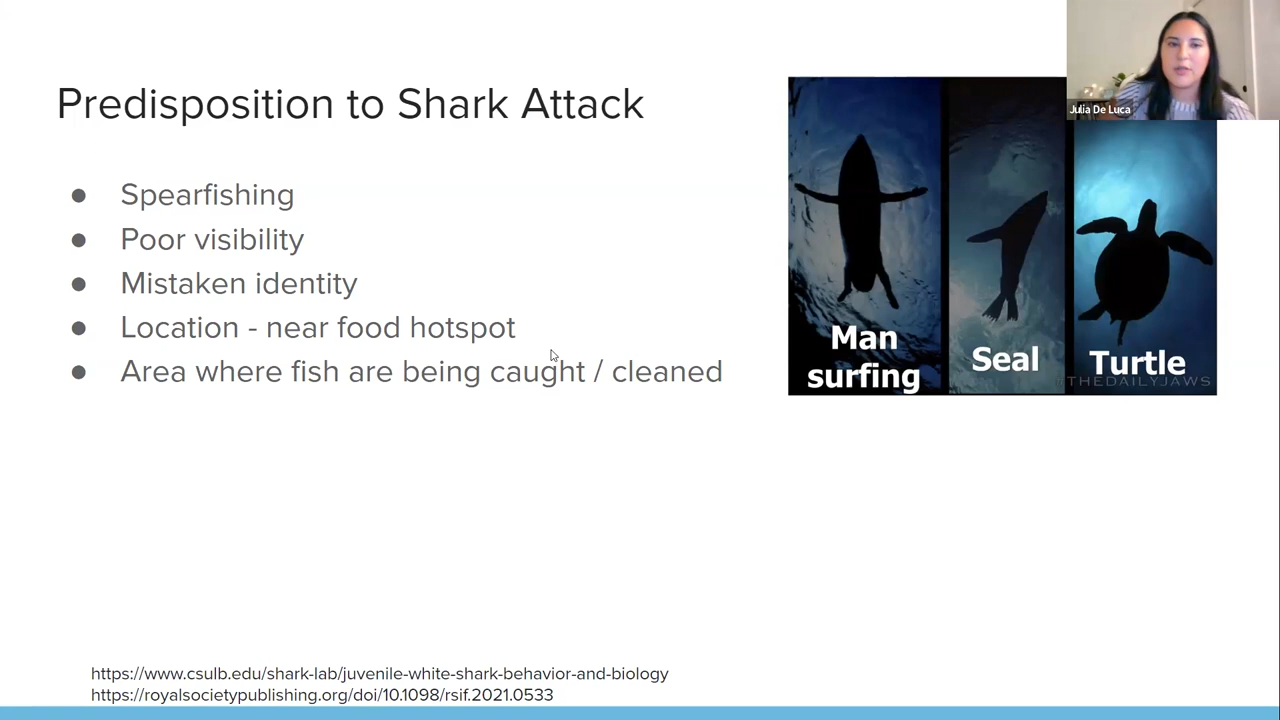 Predisposition to Shark Attack
● Spearfishing
● Poor visibility
● Mistaken identity
● Location - near food hotspot
● Area where fish are being caught / cleaned
Julia De Luca
Man
surfing
Seal
Turtle
THEDAILYJAWS
https://www.csulb.edu/shark-lab/juvenile-white-shark-behavior-and-biology
https://royalsocietypublishing.org/doi/10.1098/rsif.2021.0533